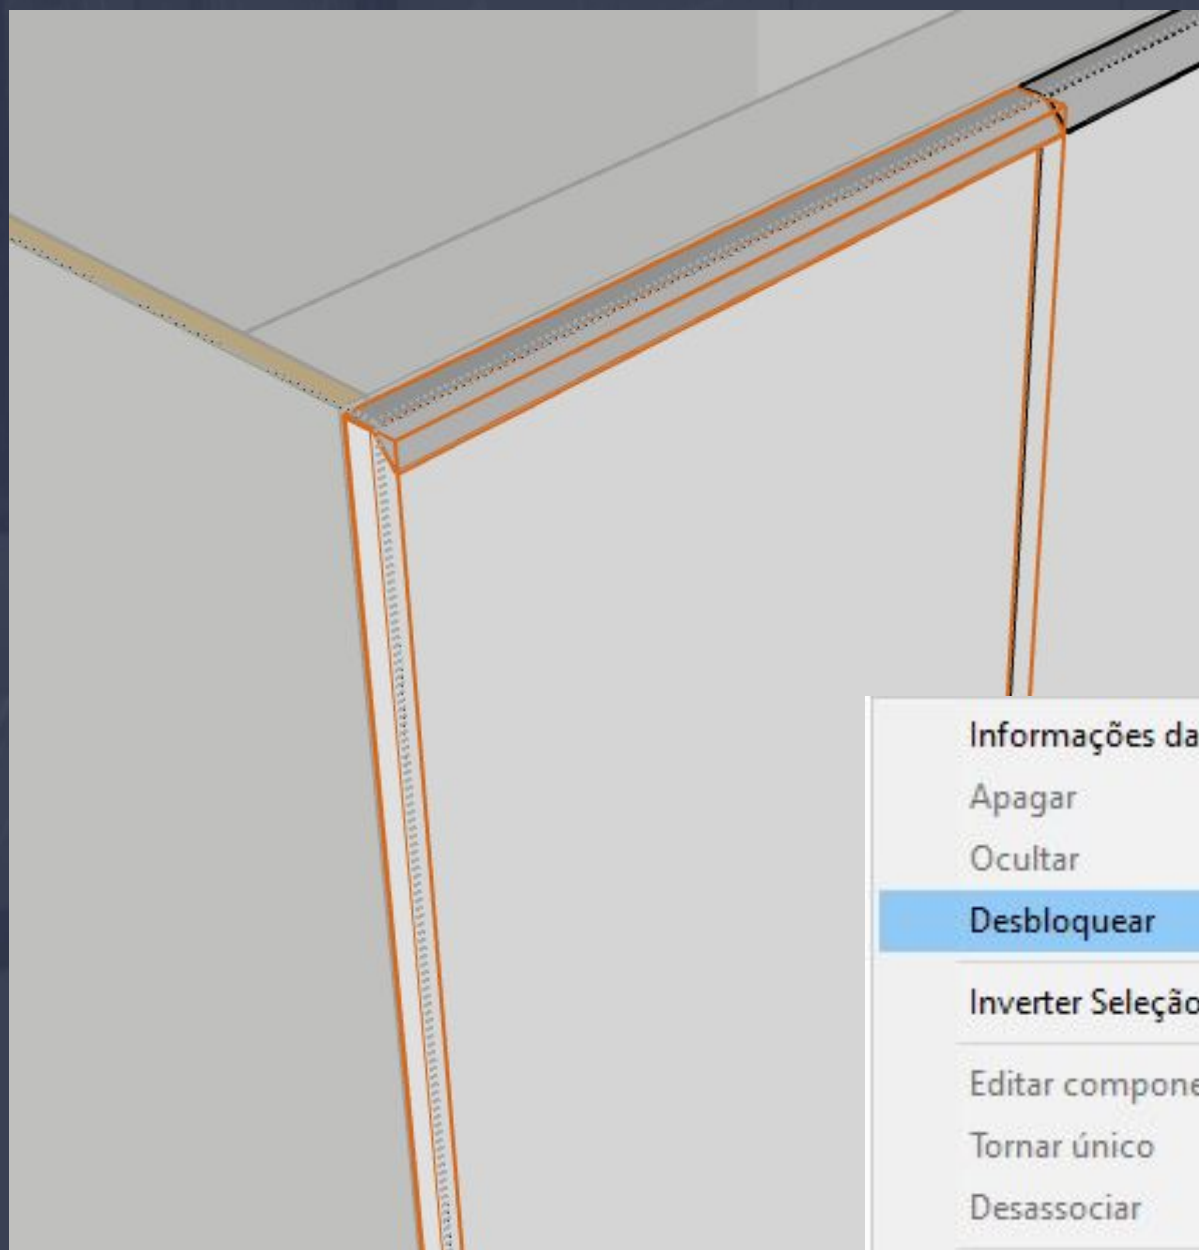 Informações da
Apagar
Ocultar
Desbloquear
Inverter Seleção
Editar compone
Tornar único
Desassociar